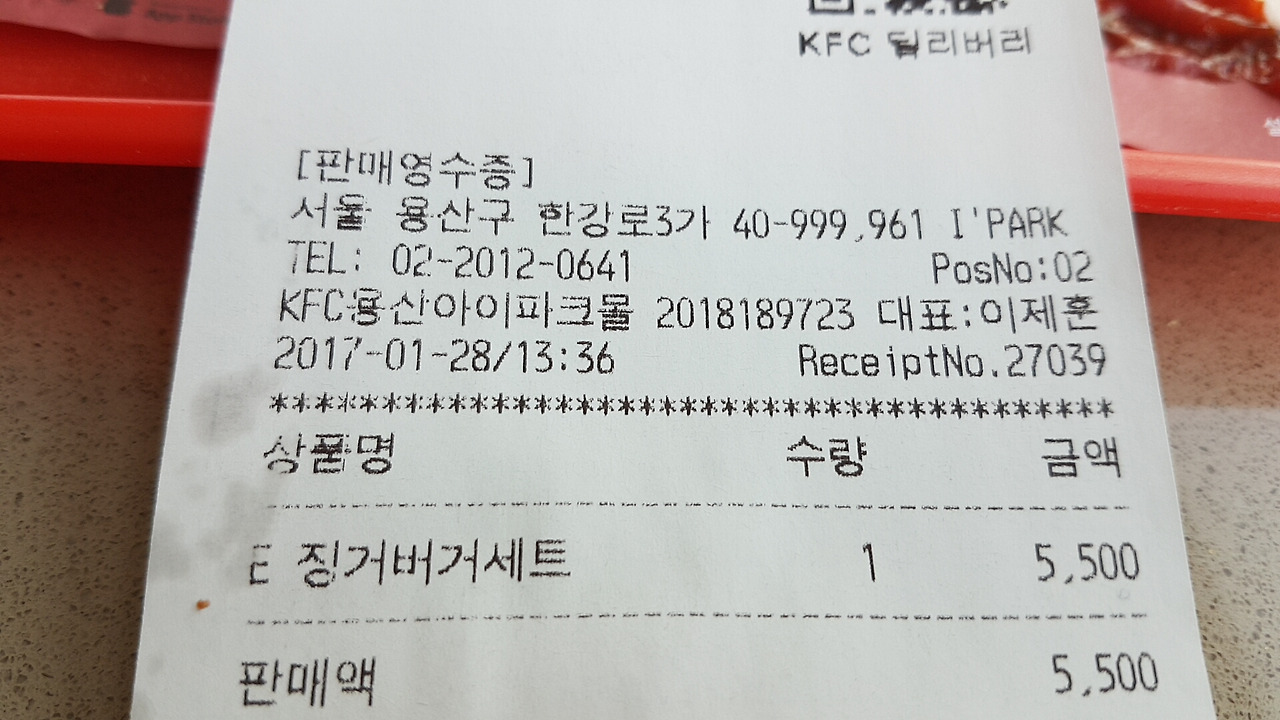 KFC 딜리버리
[판매영수증]
서울 용산구 한강로3가 40-999,961 I'PARK
TEL: 02-2012-0641 PosNo:02
KFC용산아이파크몰 2018189723 대표:이제훈
2017-01-28/13:36 ReceiptNo.27039
****************************************
상품명 수량 금액
E 징거버거세트 1 5,500
판매액 5,500